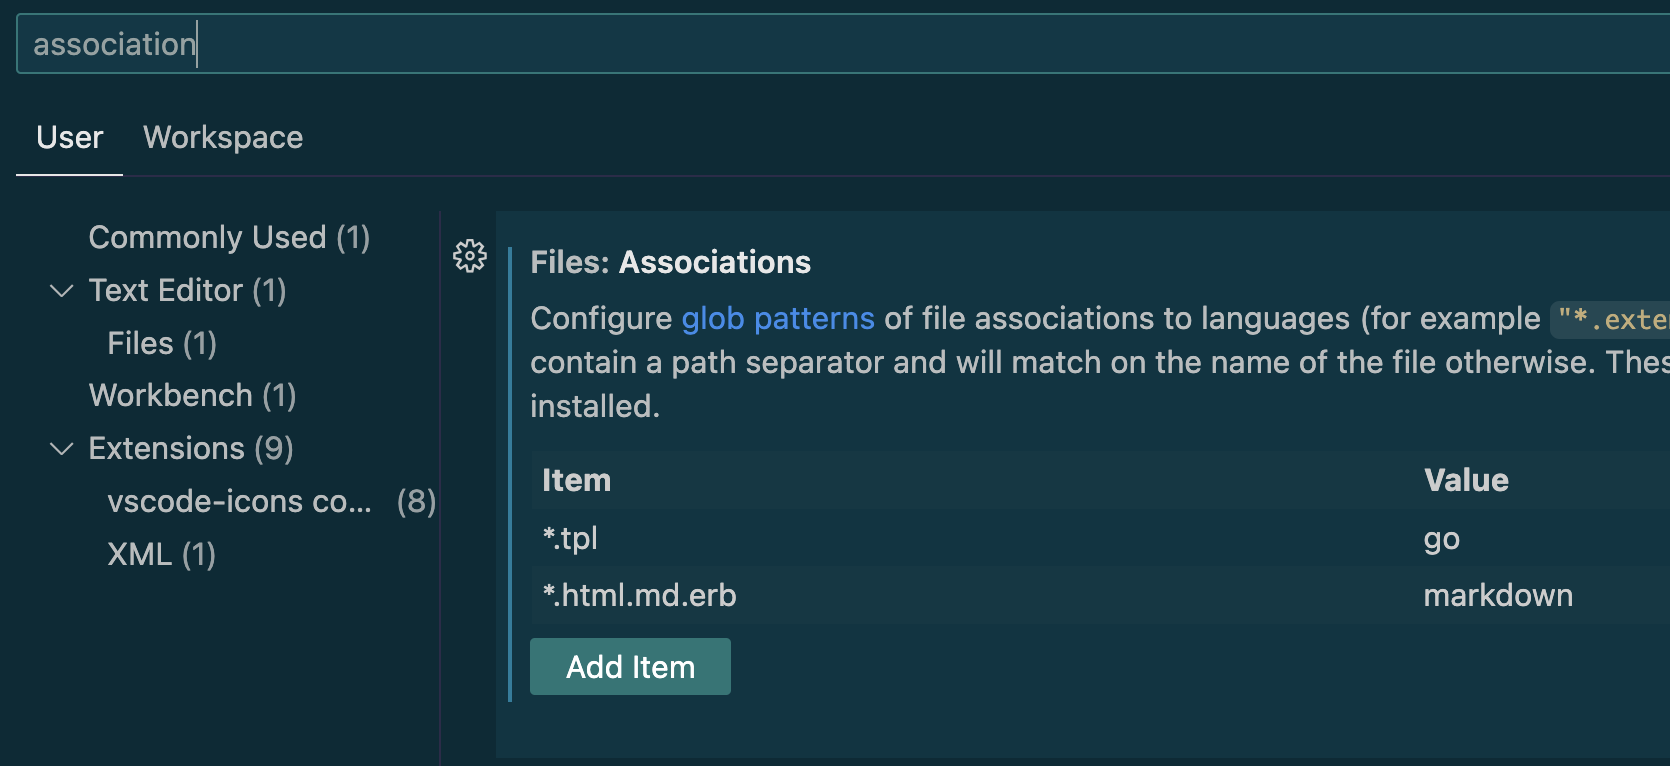 association
User Workspace
Commonly Used (1)
Text Editor (1)
Files (1)
Workbench (1)
Extensions (9)
vscode-icons co... (8)
XML (1)
Files: Associations
Configure glob patterns of file associations to languages (for example "*.exte
contain a path separator and will match on the name of the file otherwise. Thes
installed.
Item Value
*.tpl go
*.html.md.erb markdown
Add Item